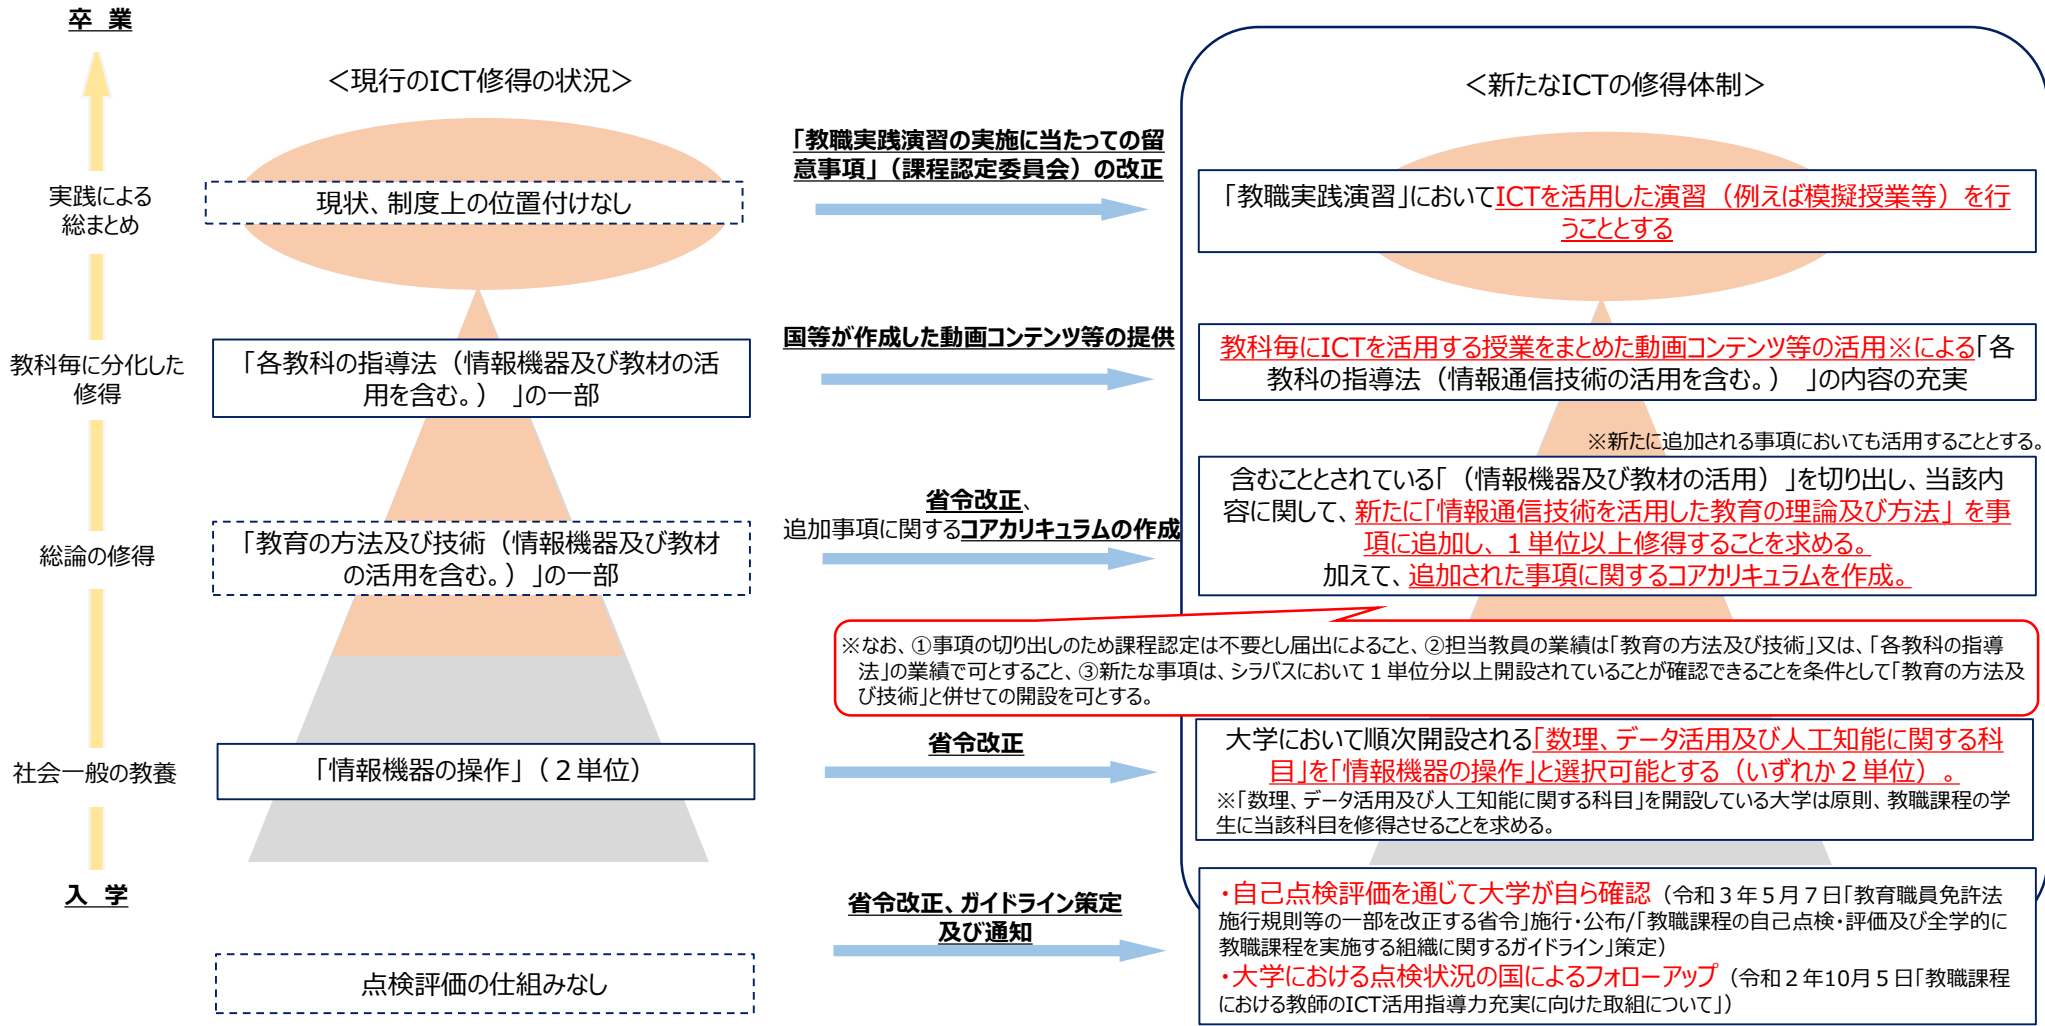 卒 業
＜現行のICT修得の状況＞
＜新たなICTの修得体制＞
実践による
総まとめ
現状、制度上の位置付けなし
「教職実践演習の実施に当たっての留
意事項」（課程認定委員会）の改正
「教職実践演習」においてICTを活用した演習（例えば模擬授業等）を行
うこととする
教科毎に分化した
修得
「各教科の指導法（情報機器及び教材の活
用を含む。）　」の一部
国等が作成した動画コンテンツ等の提供
教科毎にICTを活用する授業をまとめた動画コンテンツ等の活用※による「各
教科の指導法（情報通信技術の活用を含む。）　」の内容の充実
※新たに追加される事項においても活用することとする。
総論の修得
「教育の方法及び技術（情報機器及び教材
の活用を含む。）」の一部
省令改正、
追加事項に関するコアカリキュラムの作成
含むこととされている「（情報機器及び教材の活用）」を切り出し、当該内
容に関して、新たに「情報通信技術を活用した教育の理論及び方法」を事
項に追加し、１単位以上修得することを求める。
加えて、追加された事項に関するコアカリキュラムを作成。
※なお、①事項の切り出しのため課程認定は不要とし届出によること、②担当教員の業績は「教育の方法及び技術」又は、「各教科の指導
法」の業績で可とすること、③新たな事項は、シラバスにおいて１単位分以上開設されていることが確認できることを条件として「教育の方法及
び技術」と併せての開設を可とする。
社会一般の教養
「情報機器の操作」（２単位）
省令改正
大学において順次開設される「数理、データ活用及び人工知能に関する科
目」を「情報機器の操作」と選択可能とする（いずれか２単位）。
※「数理、データ活用及び人工知能に関する科目」を開設している大学は原則、教職課程の学
生に当該科目を修得させることを求める。
入 学
点検評価の仕組みなし
省令改正、ガイドライン策定
及び通知
・自己点検評価を通じて大学が自ら確認（令和３年５月７日「教育職員免許法
施行規則等の一部を改正する省令」施行・公布/「教職課程の自己点検・評価及び全学的に
教職課程を実施する組織に関するガイドライン」策定）
・大学における点検状況の国によるフォローアップ（令和２年10月５日「教職課程
における教師のICT活用指導力充実に向けた取組について」）